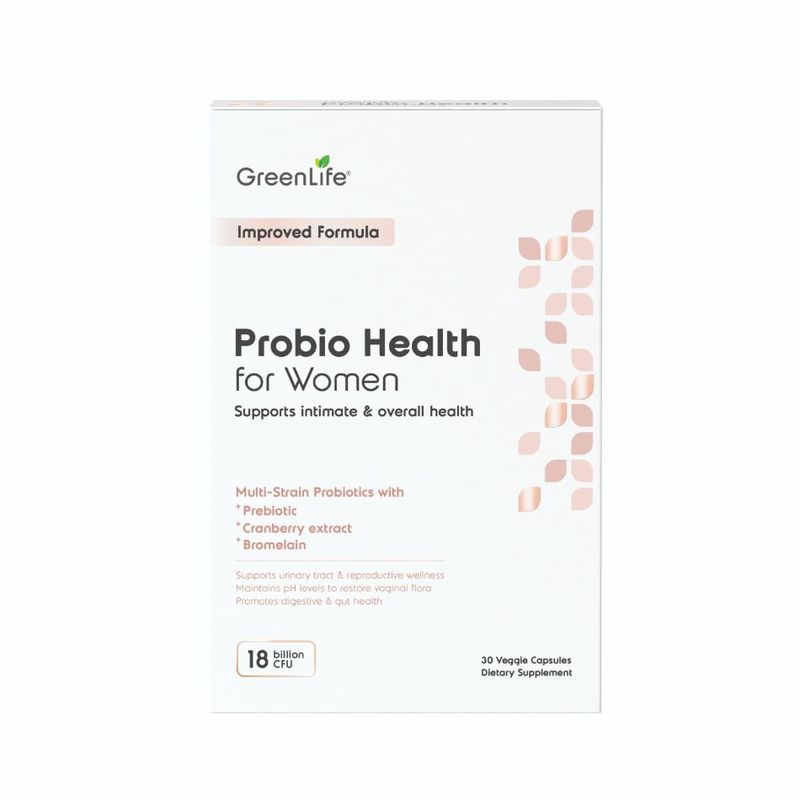 GreenLife®
Improved Formula
Probio Health
for Women
Supports intimate & overall health
Multi-Strain Probiotics with
+Prebiotic
+Cranberry extract
+Bromelain
Supports urinary tract & reproductive wellness
Maintains pH levels to restore vaginal flora
Promotes digestive & gut health
18 billion
CFU
30 Veggie Capsules
Dietary Supplement